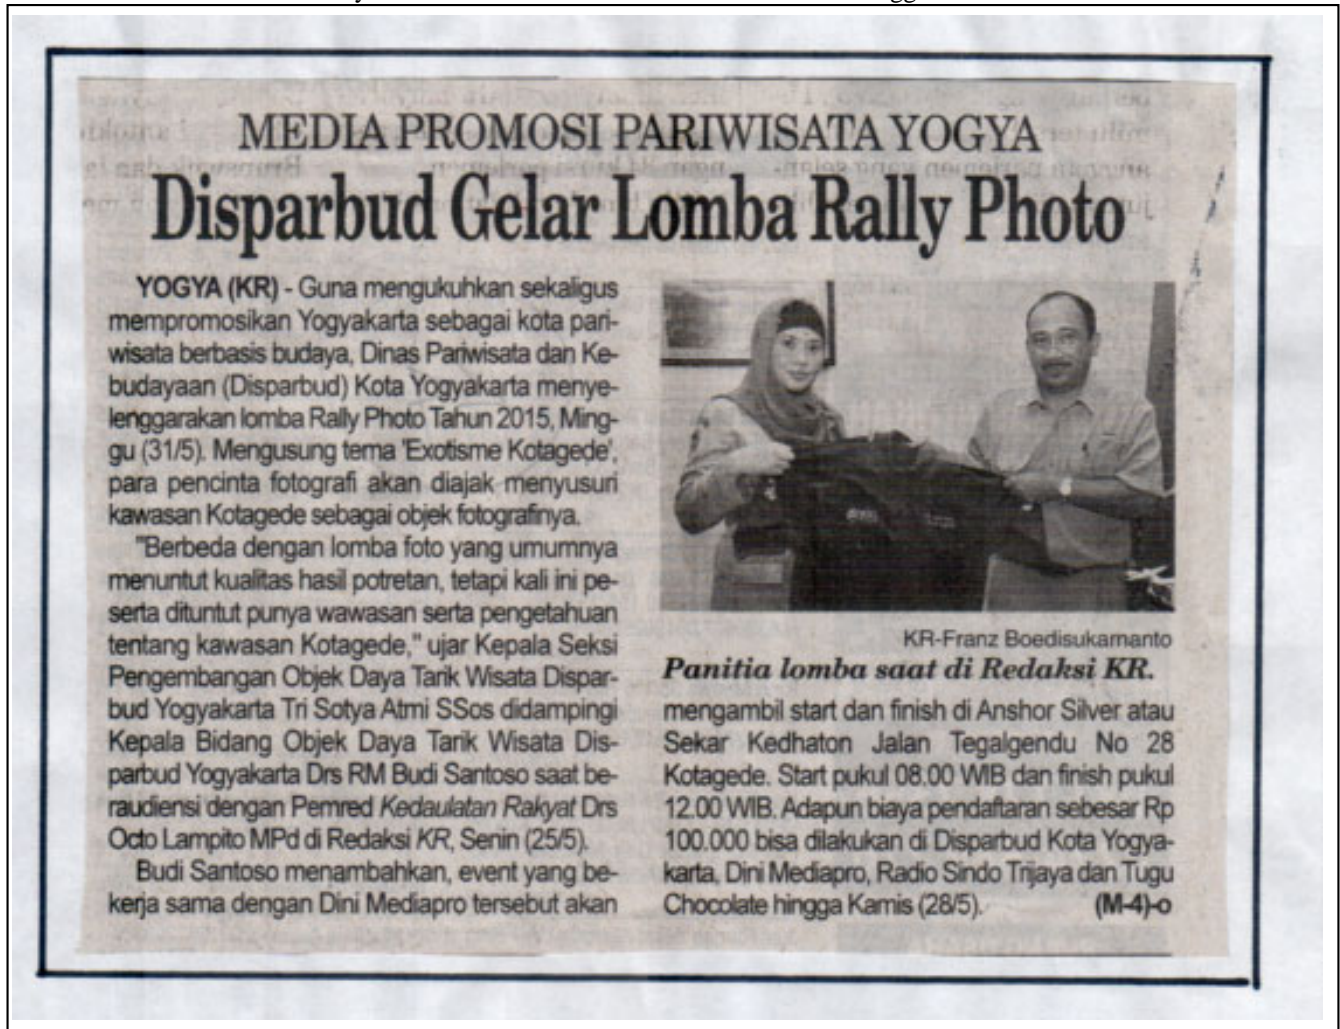 MEDIA PROMOSI PARIWISATA YOGYA
Disparbud Gelar Lomba Rally Photo
YOGYA (KR) - Guna mengukuhkan sekaligus
mempromosikan Yogyakarta sebagai kota pari-
wisata berbasis budaya, Dinas Pariwisata dan Ke-
budayaan (Disparbud) Kota Yogyakarta menye-
lenggarakan lomba Rally Photo Tahun 2015, Ming-
gu (31/5). Mengusung tema 'Exotisme Kotagede',
para pencinta fotografi akan diajak menyusuri
kawasan Kotagede sebagai objek fotografinya.
"Berbeda dengan lomba foto yang umumnya
menuntut kualitas hasil potretan, tetapi kali ini pe-
serta dituntut punya wawasan serta pengetahuan
tentang kawasan Kotagede," ujar Kepala Seksi
Pengembangan Objek Daya Tarik Wisata Dispar-
bud Yogyakarta Tri Sotya Atmi SSos didampingi
Kepala Bidang Objek Daya Tarik Wisata Dis-
parbud Yogyakarta Drs RM Budi Santoso saat be-
raudiensi dengan Pemred Kedaulatan Rakyat Drs
Octo Lampito MPd di Redaksi KR, Senin (25/5).
Budi Santoso menambahkan, event yang be-
kerja sama dengan Dini Mediapro tersebut akan
KR-Franz Boedisukarnanto
Panitia lomba saat di Redaksi KR.
mengambil start dan finish di Anshor Silver atau
Sekar Kedhaton Jalan Tegalgendu No 28
Kotagede. Start pukul 08.00 WIB dan finish pukul
12.00 WIB. Adapun biaya pendaftaran sebesar Rp
100.000 bisa dilakukan di Disparbud Kota Yogya-
karta, Dini Mediapro, Radio Sindo Trijaya dan Tugu
Chocolate hingga Kamis (28/5). (M-4)-o